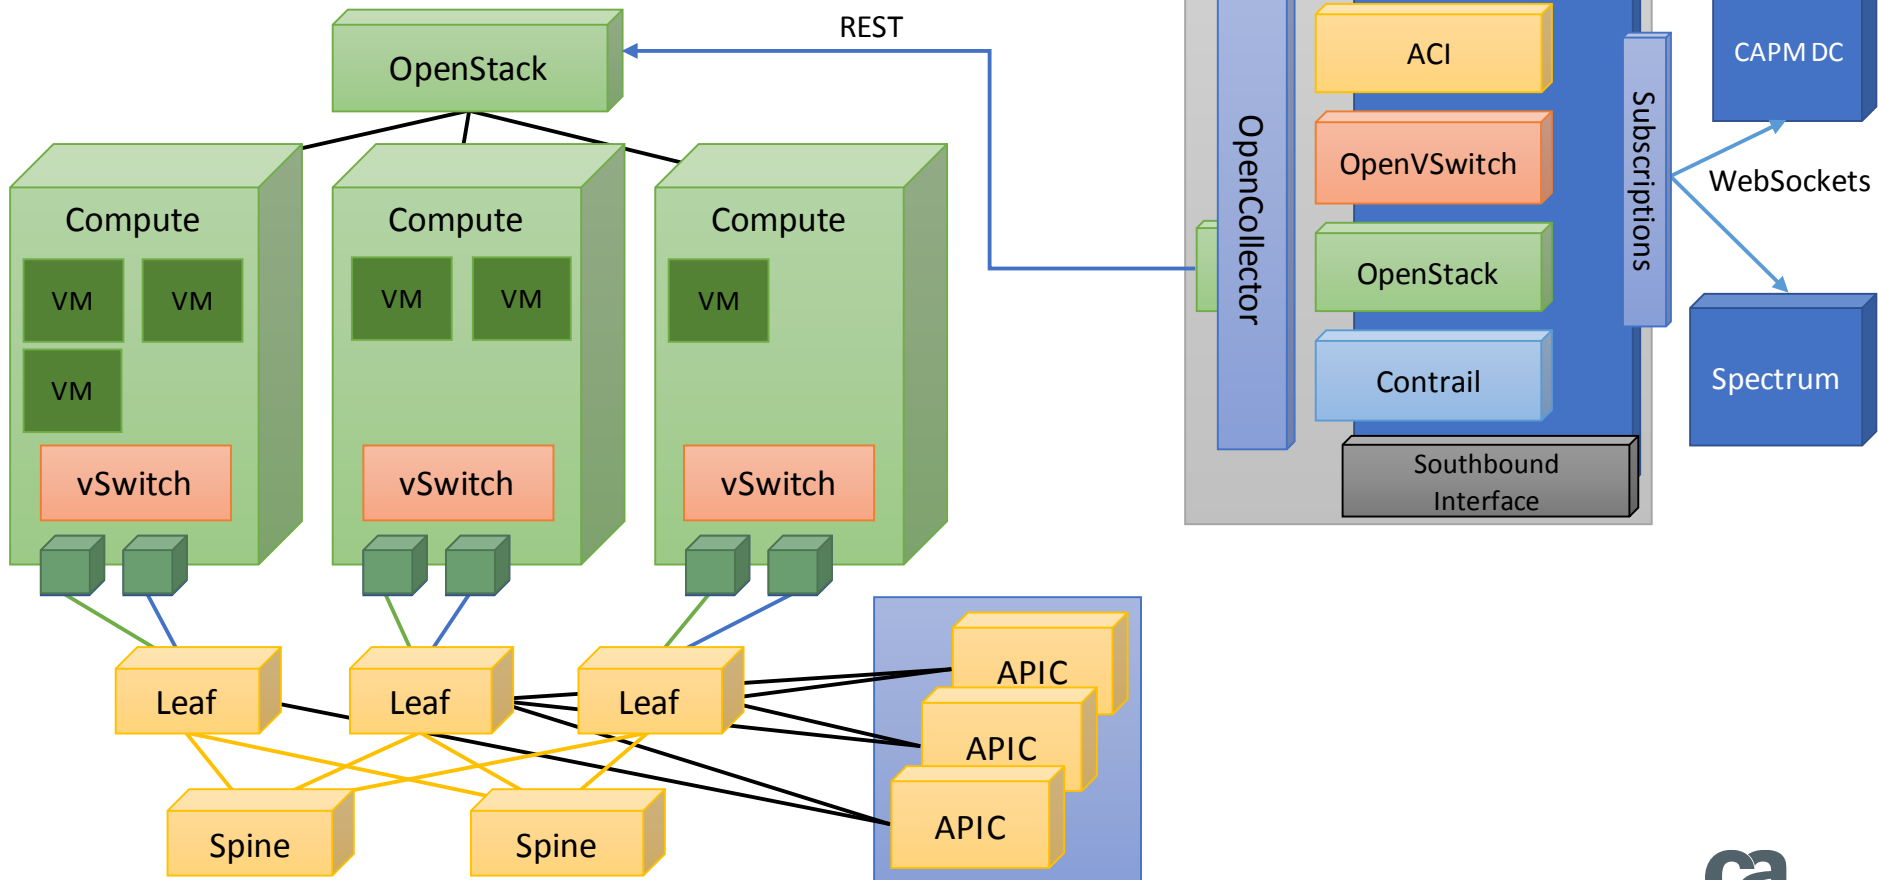 REST
OpenStack
Compute
VM
VM
VM
vSwitch
Compute
VM
VM
vSwitch
Compute
VM
vSwitch
Leaf
Leaf
Leaf
Spine
Spine
APIC
APIC
APIC
OpenCollector
ACI
OpenVSwitch
OpenStack
Contrail
Southbound
Interface
Subscriptions
CAPM DC
WebSockets
Spectrum
ca